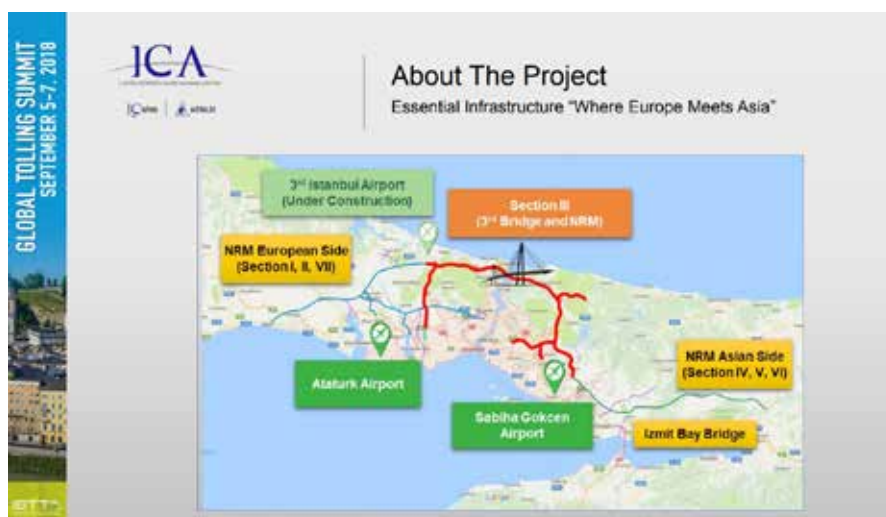 GLOBAL TOLLING SUMMIT
SEPTEMBER 5-7, 2018
ICA
About The Project
Essential Infrastructure "Where Europe Meets Asia"
3rd Istanbul Airport
(Under Construction)
Section III
(3rd Bridge and NRM)
NRM European Side
(Section I, II, VII)
NRM Asian Side
(Section IV, V, VI)
Ataturk Airport
Sabiha Gokcen
Airport
Izmit Bay Bridge
IBTTA